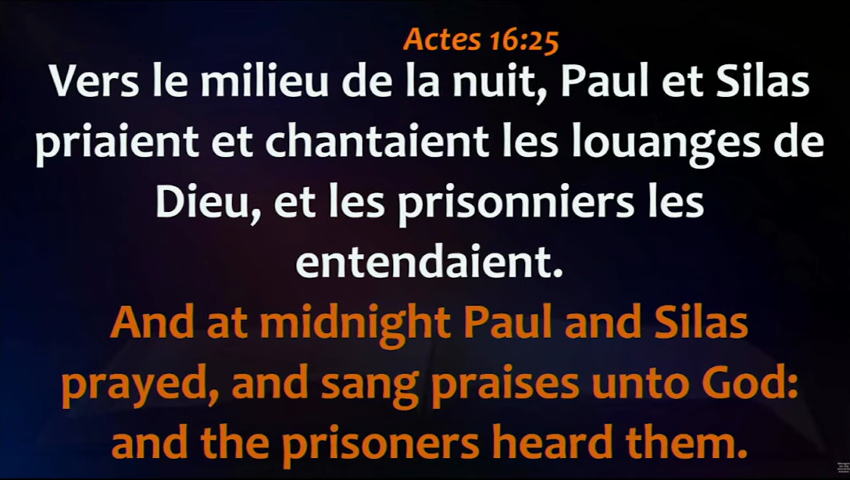 Actes 16:25
Vers le milieu de la nuit, Paul et Silas
priaient et chantaient les louanges de
Dieu, et les prisonniers les
entendaient.
And at midnight Paul and Silas
prayed, and sang praises unto God:
and the prisoners heard them.